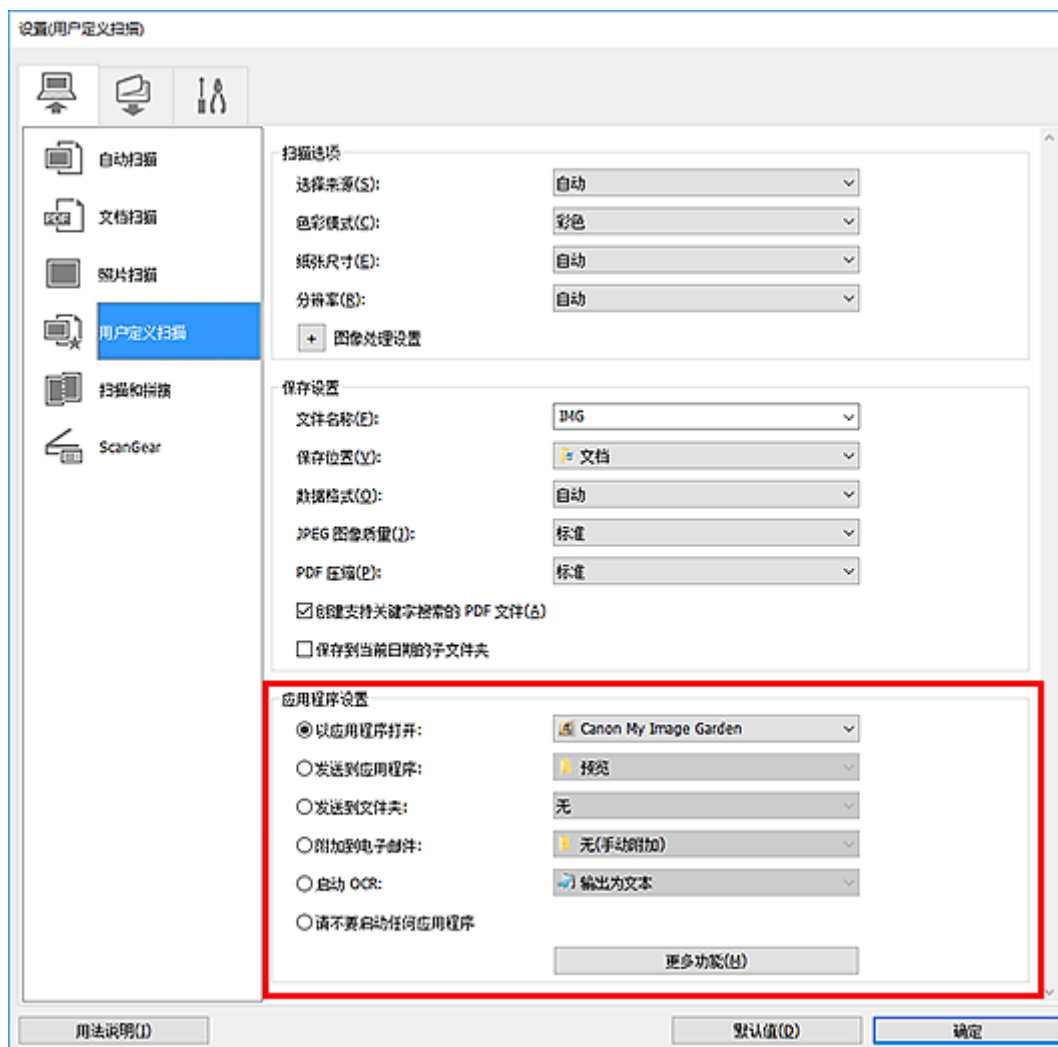 设置(用户定义扫描)
自动扫描
文档扫描
照片扫描
用户定义扫描
扫描和拼接
ScanGear
扫描选项
选择来源(S): 自动
色彩模式(C): 彩色
纸张尺寸(E): 自动
分辨率(R): 自动
+ 图像处理设置
保存设置
文件名称(F): IMG
保存位置(V): 文档
数据格式(O): 自动
JPEG 图像质量(J): 标准
PDF 压缩(P): 标准
创建支持关键字搜索的 PDF 文件(A)
保存到当前日期的子文件夹
应用程序设置
以应用程序打开: Canon My Image Garden
发送到应用程序: 预览
发送到文件夹: 无
附加到电子邮件: 无(手动附加)
启动 OCR: 输出为文本
请不要启动任何应用程序
更多功能(H)
用法说明(I) 默认值(D) 确定